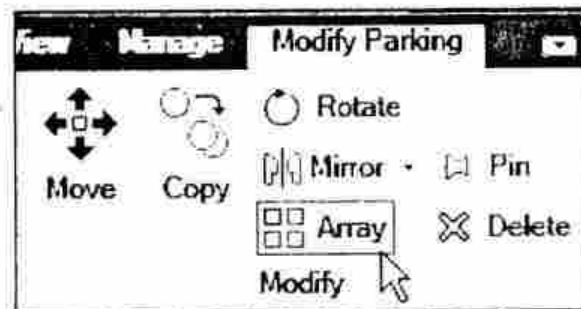 View Manage Modify Parking
Rotate
Move Copy Mirror Pin
Array Delete
Modify